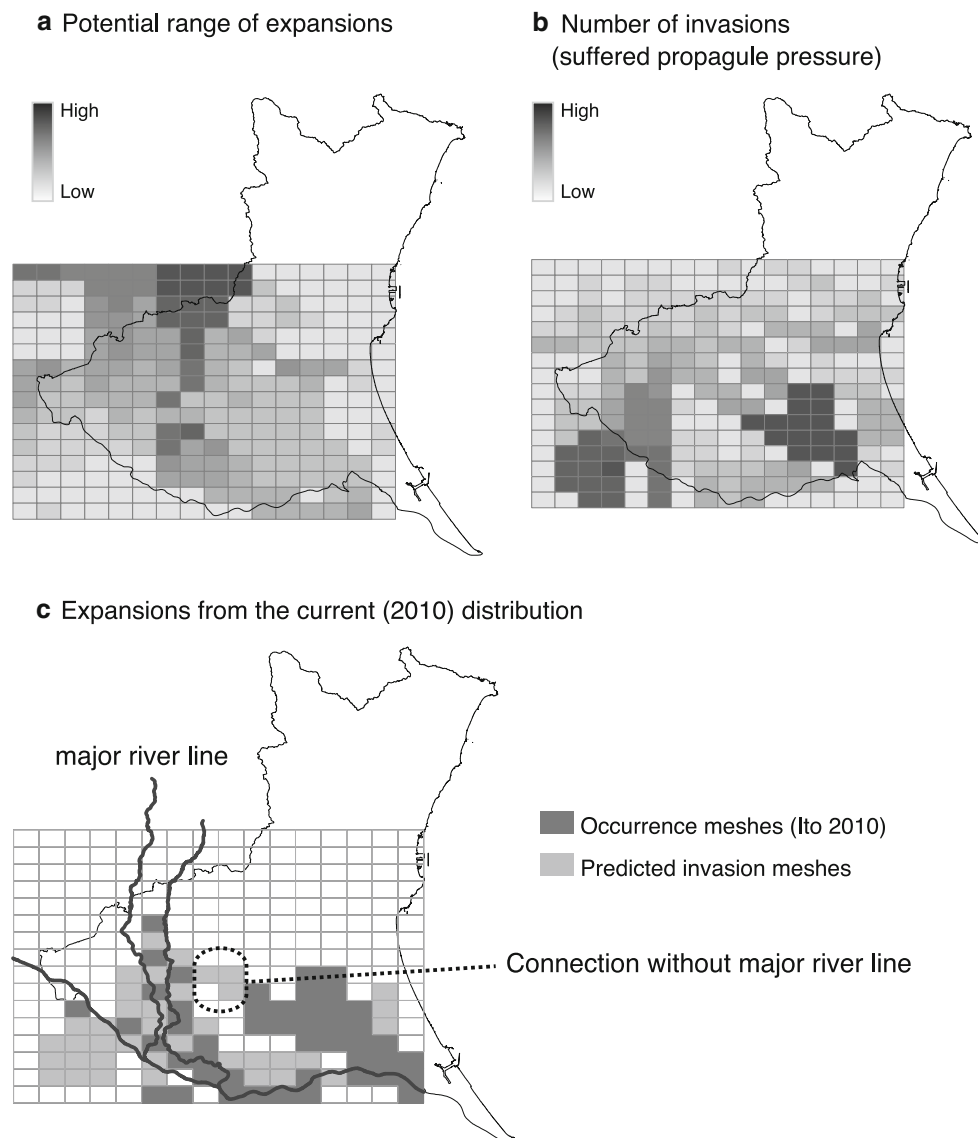 a Potential range of expansions
High
Low
b Number of invasions
(suffered propagule pressure)
High
Low
c Expansions from the current (2010) distribution
major river line
Occurrence meshes (Ito 2010)
Predicted invasion meshes
Connection without major river line